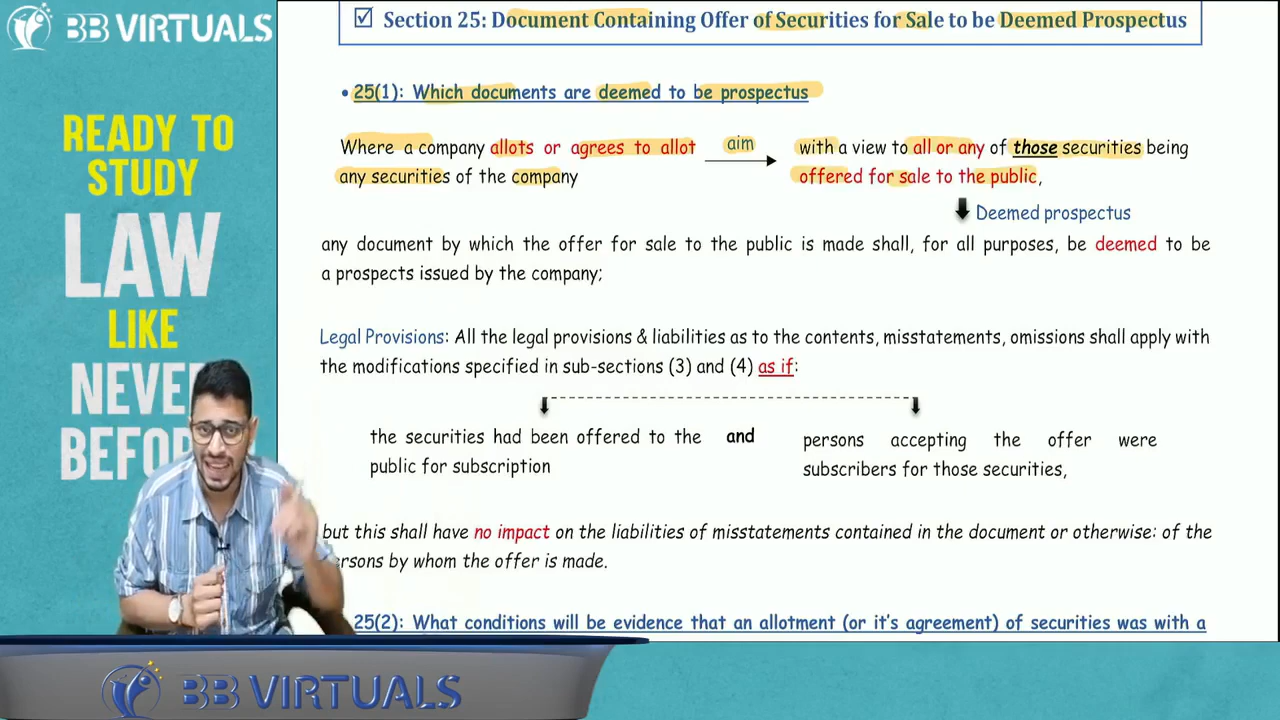 BB VIRTUALS
READY TO
STUDY
LAW
LIKE
NEVER
BEFO
☑ Section 25: Document Containing Offer of Securities for Sale to be Deemed Prospectus
• 25(1): Which documents are deemed to be prospectus
Where a company allots or agrees to allot
any securities of the company
aim
with a view to all or any of those securities being
offered for sale to the public,
Deemed prospectus
any document by which the offer for sale to the public is made shall, for all purposes, be deemed to be
a prospects issued by the company;
Legal Provisions: All the legal provisions & liabilities as to the contents, misstatements, omissions shall apply with
the modifications specified in sub-sections (3) and (4) as if:
the securities had been offered to the
public for subscription
and
persons accepting the offer were
subscribers for those securities,
but this shall have no impact on the liabilities of misstatements contained in the document or otherwise: of the
ersons by whom the offer is made.
25(2): What conditions will be evidence that an allotment (or it's agreement) of securities was with a
BB VIRTUALS